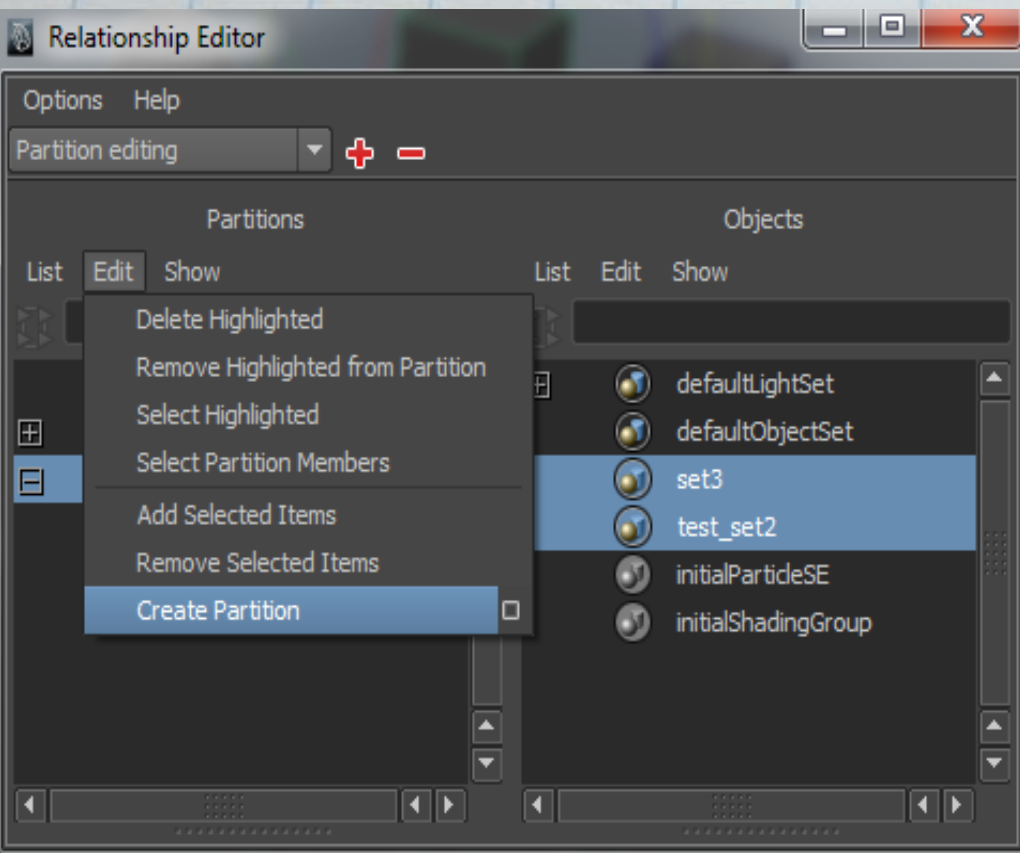 Relationship Editor
Options Help
Partition editing
Partitions Objects
List Edit Show List Edit Show
Delete Highlighted
Remove Highlighted from Partition
Select Highlighted
Select Partition Members
Add Selected Items
Remove Selected Items
Create Partition
defaultLightSet
defaultObjectSet
set3
test_set2
initialParticleSE
initialShadingGroup